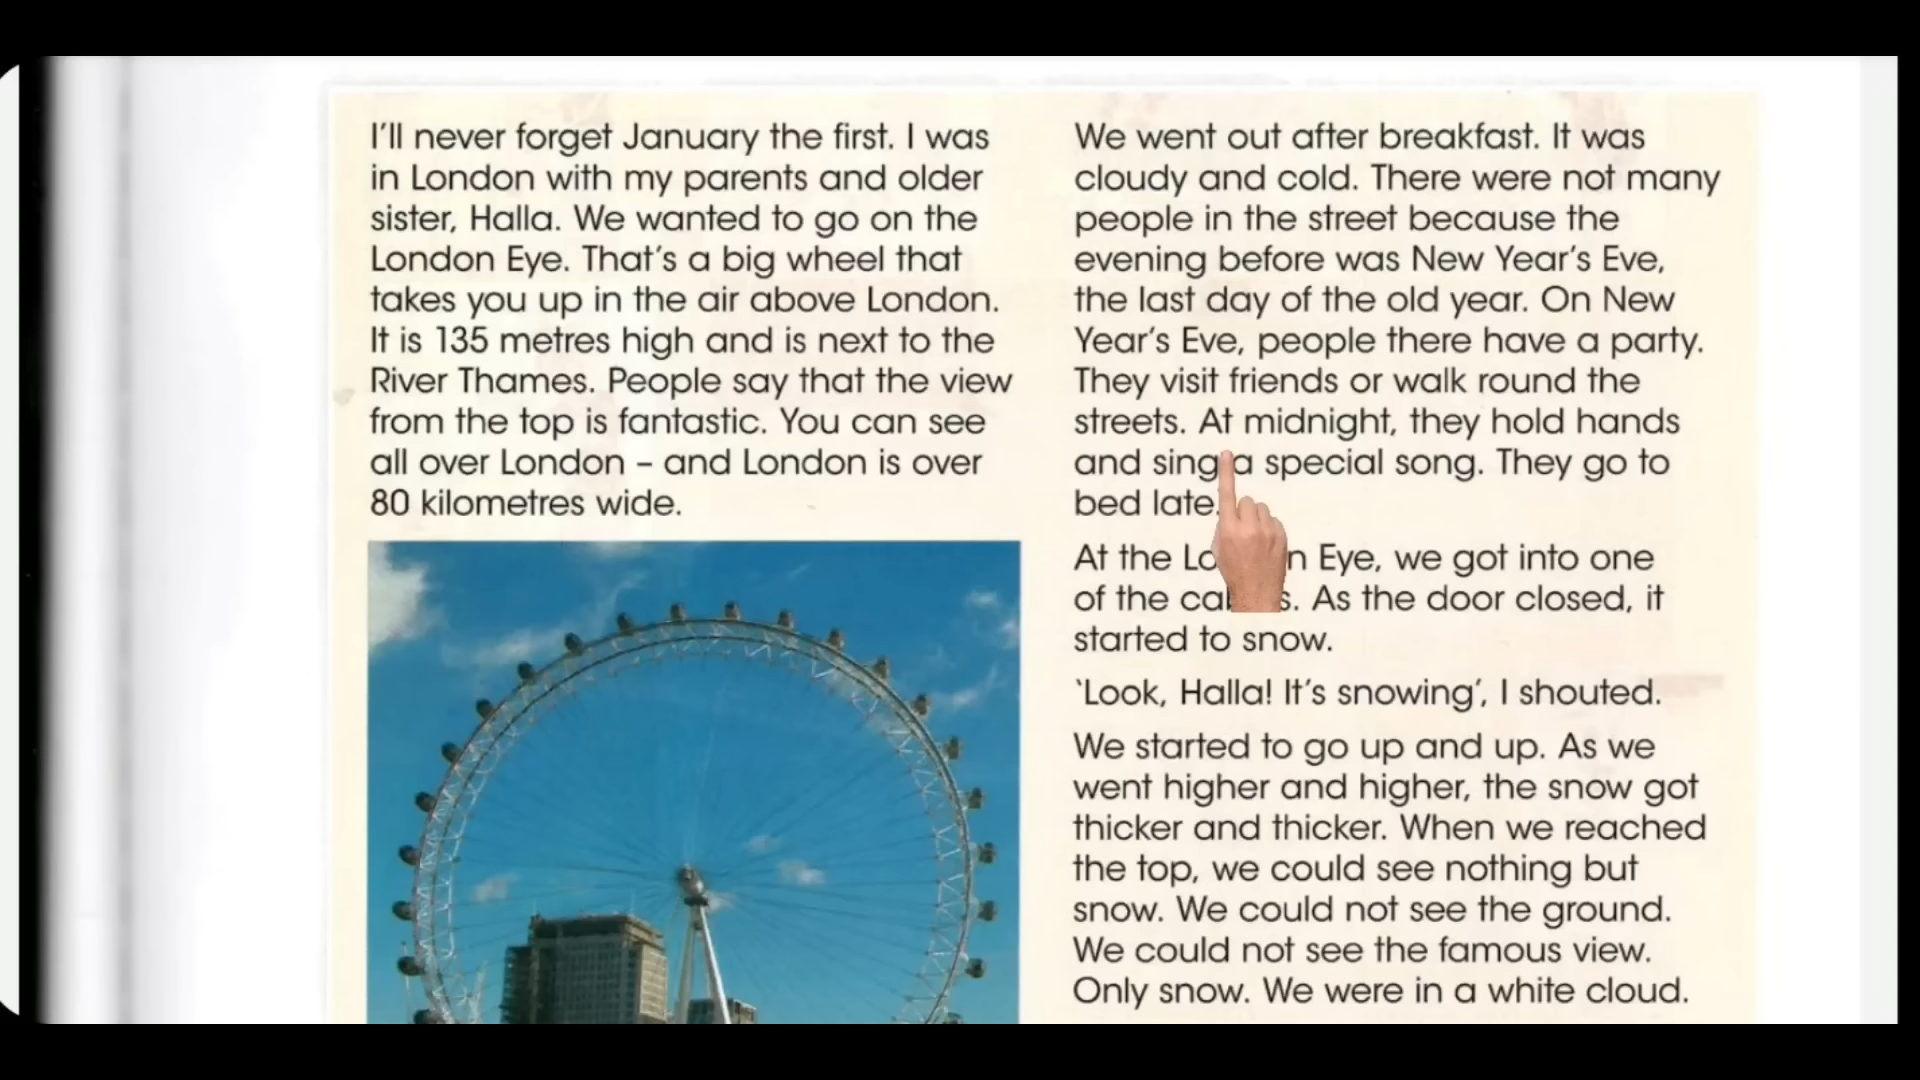 I'll never forget January the first. I was
in London with my parents and older
sister, Halla. We wanted to go on the
London Eye. That's a big wheel that
takes you up in the air above London.
It is 135 metres high and is next to the
River Thames. People say that the view
from the top is fantastic. You can see
all over London – and London is over
80 kilometres wide.
We went out after breakfast. It was
cloudy and cold. There were not many
people in the street because the
evening before was New Year's Eve,
the last day of the old year. On New
Year's Eve, people there have a party.
They visit friends or walk round the
streets. At midnight, they hold hands
and sing a special song. They go to
bed late.
At the Eye, we got into one
of the As the door closed, it
started to snow.
‛Look, Halla! It's snowing', I shouted.
We started to go up and up. As we
went higher and higher, the snow got
thicker and thicker. When we reached
the top, we could see nothing but
snow. We could not see the ground.
We could not see the famous view.
Only snow. We were in a white cloud.